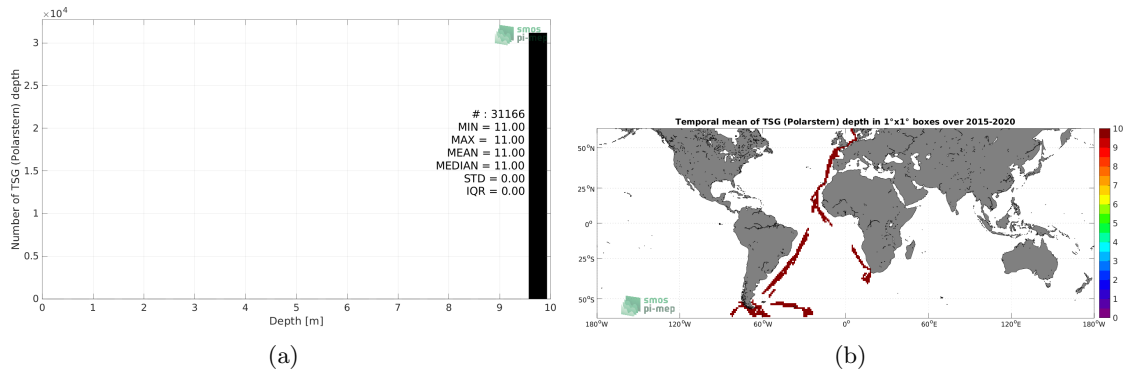 ×10⁴
3
2.5
2
1.5
1
0.5
0
Number of TSG (Polarstern) depth
smos
pi-mep
# : 31166
MIN = 11.00
MAX = 11.00
MEAN = 11.00
MEDIAN = 11.00
STD = 0.00
IQR = 0.00
0 1 2 3 4 5 6 7 8 9 10
Depth [m]
(a)
Temporal mean of TSG (Polarstern) depth in 1°x1° boxes over 2015-2020
50°N
25°N
0°
25°S
50°S
180°W 120°W 60°W 0° 60°E 120°E 180°E
smos
pi-mep
10
9
8
7
6
5
4
3
2
1
0
(b)